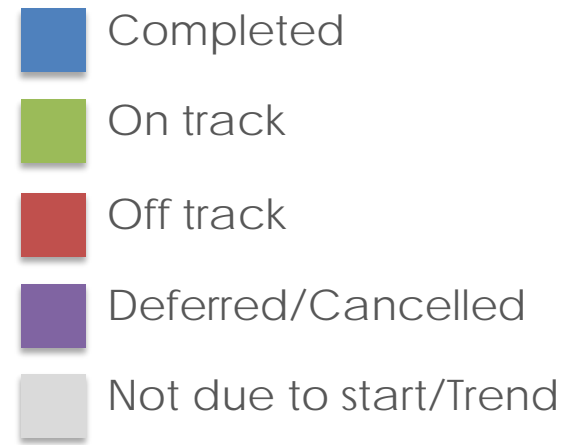 Completed
On track
Off track
Deferred/Cancelled
Not due to start/Trend